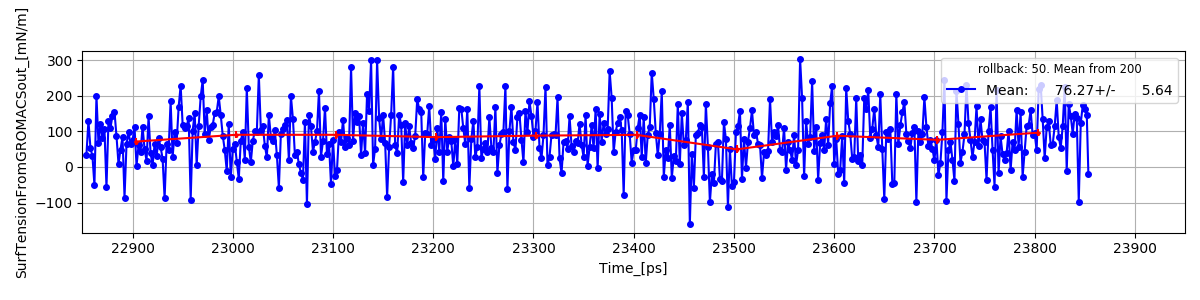 SurfTensionFromGROMACSout_[mN/m]
300
200
100
0
−100
rollback: 50. Mean from 200
Mean: 76.27+/- 5.64
22900 23000 23100 23200 23300 23400 23500 23600 23700 23800 23900
Time_[ps]